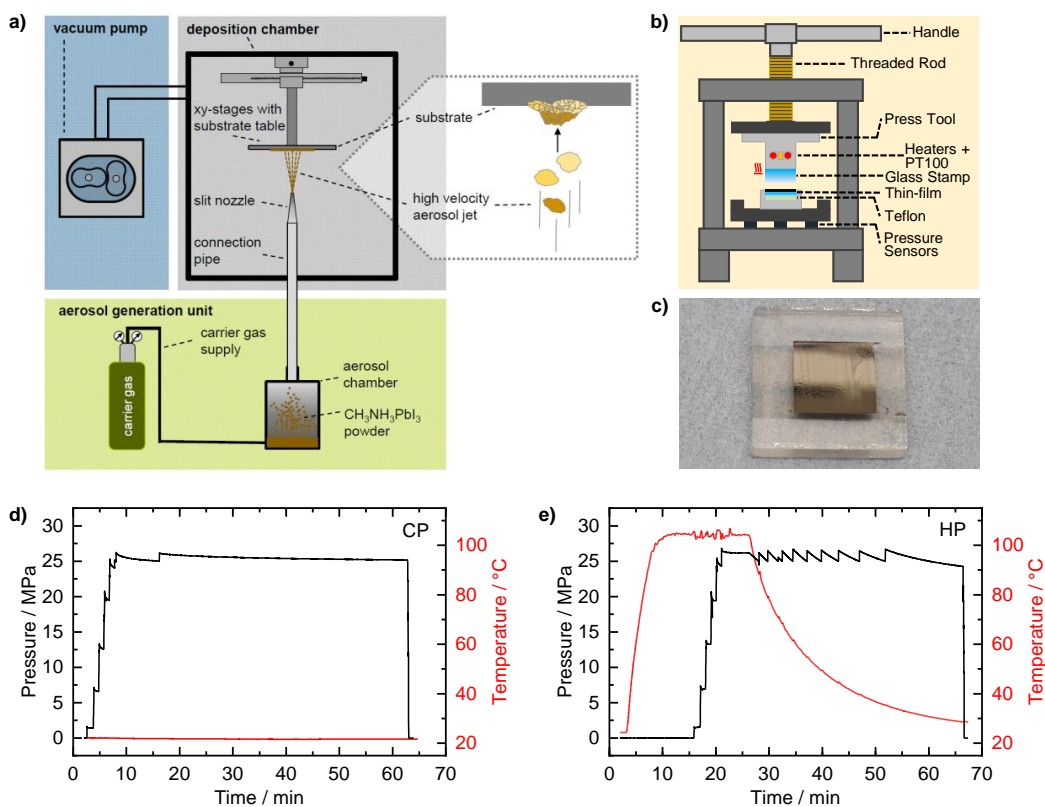 a)
vacuum pump
deposition chamber
xy-stages with
substrate table
substrate
slit nozzle
high velocity
aerosol jet
connection
pipe
aerosol generation unit
carrier gas
supply
carrier gas
aerosol
chamber
CH₃NH₃PbI₃
powder
b)
Handle
Threaded Rod
Press Tool
Heaters +
PT100
Glass Stamp
Thin-film
Teflon
Pressure
Sensors
c)
d)
CP
30
25
20
15
10
5
0
Pressure / MPa
100
80
60
40
20
Temperature / °C
0 10 20 30 40 50 60 70
Time / min
e)
HP
30
25
20
15
10
5
0
Pressure / MPa
100
80
60
40
20
Temperature / °C
0 10 20 30 40 50 60 70
Time / min